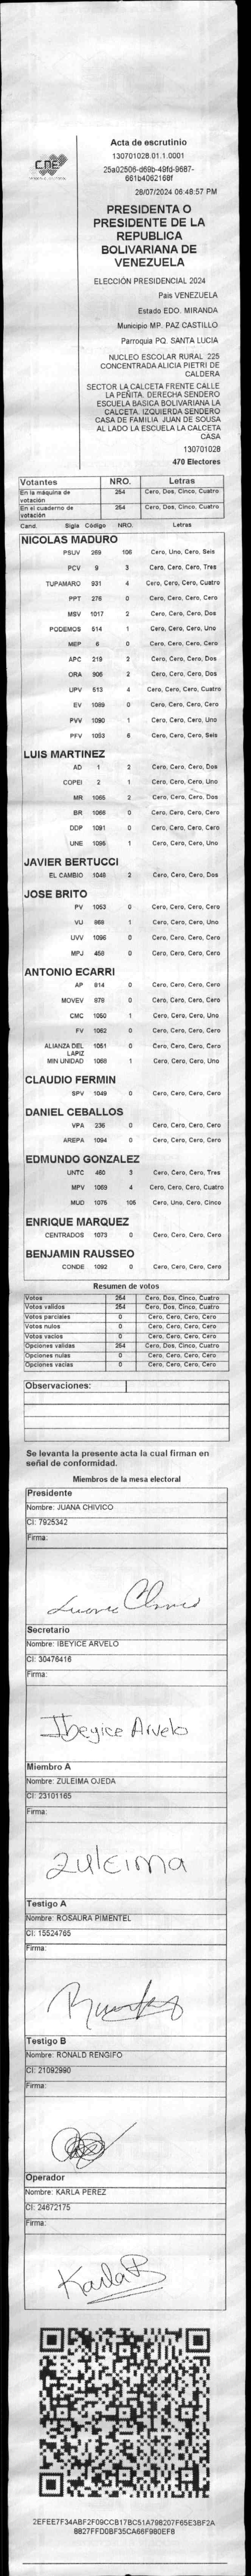 CNE
Acta de escrutinio
130701028.01.1.0001
25a02506-d69b-49fd-9687-
661b4062168f
28/07/2024 06:48:57 PM
PRESIDENTA O
PRESIDENTE DE LA
REPUBLICA
BOLIVARIANA DE
VENEZUELA
ELECCIÓN PRESIDENCIAL 2024
Pais VENEZUELA
Estado EDO. MIRANDA
Municipio MP. PAZ CASTILLO
Parroquia PQ. SANTA LUCIA
NUCLEO ESCOLAR RURAL 225
CONCENTRADA ALICIA PIETRI DE
CALDERA
SECTOR LA CALCETA FRENTE CALLE
LA PEÑITA. DERECHA SENDERO
ESCUELA BASICA BOLIVARIANA LA
CALCETA. IZQUIERDA SENDERO
CASA DE FAMILIA JUAN DE SOUSA
AL LADO LA ESCUELA LA CALCETA
CASA
130701028
470 Electores
Votantes NRO. Letras
En la máquina de votación 254 Cero, Dos, Cinco, Cuatro
En el cuaderno de votación 254 Cero, Dos, Cinco, Cuatro
Cand. Sigla Código NRO. Letras
NICOLAS MADURO
PSUV 269 106 Cero, Uno, Cero, Seis
PCV 9 3 Cero, Cero, Cero, Tres
TUPAMARO 931 4 Cero, Cero, Cero, Cuatro
PPT 276 0 Cero, Cero, Cero, Cero
MSV 1017 2 Cero, Cero, Cero, Dos
PODEMOS 514 1 Cero, Cero, Cero, Uno
MEP 6 0 Cero, Cero, Cero, Cero
APC 219 2 Cero, Cero, Cero, Dos
ORA 306 2 Cero, Cero, Cero, Dos
UPV 513 4 Cero, Cero, Cero, Cuatro
EV 1089 0 Cero, Cero, Cero, Cero
PVV 1090 1 Cero, Cero, Cero, Uno
PFV 1093 6 Cero, Cero, Cero, Seis
LUIS MARTINEZ
AD 1 2 Cero, Cero, Cero, Dos
COPEI 2 1 Cero, Cero, Cero, Uno
MR 1065 2 Cero, Cero, Cero, Dos
BR 1066 0 Cero, Cero, Cero, Cero
DDP 1091 0 Cero, Cero, Cero, Cero
UNE 1095 1 Cero, Cero, Cero, Uno
JAVIER BERTUCCI
EL CAMBIO 1046 2 Cero, Cero, Cero, Dos
JOSE BRITO
PV 1053 0 Cero, Cero, Cero, Cero
VU 868 1 Cero, Cero, Cero, Uno
UVV 1096 0 Cero, Cero, Cero, Cero
MPJ 456 0 Cero, Cero, Cero, Cero
ANTONIO ECARRI
AP 814 0 Cero, Cero, Cero, Cero
MOVEV 879 0 Cero, Cero, Cero, Cero
CMC 1050 1 Cero, Cero, Cero, Uno
FV 1062 0 Cero, Cero, Cero, Cero
ALIANZA DEL LAPIZ 1051 0 Cero, Cero, Cero, Cero
MIN UNIDAD 1068 1 Cero, Cero, Cero, Uno
CLAUDIO FERMIN
SPV 1049 0 Cero, Cero, Cero, Cero
DANIEL CEBALLOS
VPA 236 0 Cero, Cero, Cero, Cero
AREPA 1094 0 Cero, Cero, Cero, Cero
EDMUNDO GONZALEZ
UNTC 460 3 Cero, Cero, Cero, Tres
MPV 1069 4 Cero, Cero, Cero, Cuatro
MUD 1075 105 Cero, Uno, Cero, Cinco
ENRIQUE MARQUEZ
CENTRADOS 1073 0 Cero, Cero, Cero, Cero
BENJAMIN RAUSSEO
CONDE 1092 0 Cero, Cero, Cero, Cero
Resumen de votos
Votos 254 Cero, Dos, Cinco, Cuatro
Votos validos 254 Cero, Dos, Cinco, Cuatro
Votos parciales 0 Cero, Cero, Cero, Cero
Votos nulos 0 Cero, Cero, Cero, Cero
Votos vacios 0 Cero, Cero, Cero, Cero
Opciones validas 254 Cero, Dos, Cinco, Cuatro
Opciones nulas 0 Cero, Cero, Cero, Cero
Opciones vacias 0 Cero, Cero, Cero, Cero
Observaciones:
Se levanta la presente acta la cual firman en
señal de conformidad.
Miembros de la mesa electoral
Presidente
Nombre: JUANA CHIVICO
CI: 7925342
Firma:
Secretario
Nombre: IBEYICE ARVELO
CI: 30476416
Firma:
Ibeyice Arvelo
Miembro A
Nombre: ZULEIMA OJEDA
CI: 23101165
Firma:
zuleima
Testigo A
Nombre: ROSAURA PIMENTEL
CI: 15524765
Firma:
Testigo B
Nombre: RONALD RENGIFO
CI: 21092990
Firma:
Operador
Nombre: KARLA PEREZ
CI: 24672175
Firma:
Karla P
2EFEE7F34ABF2F09CCB17BC51A798207F65E3BF2A
8827FFD0BF35CA66F980EF8